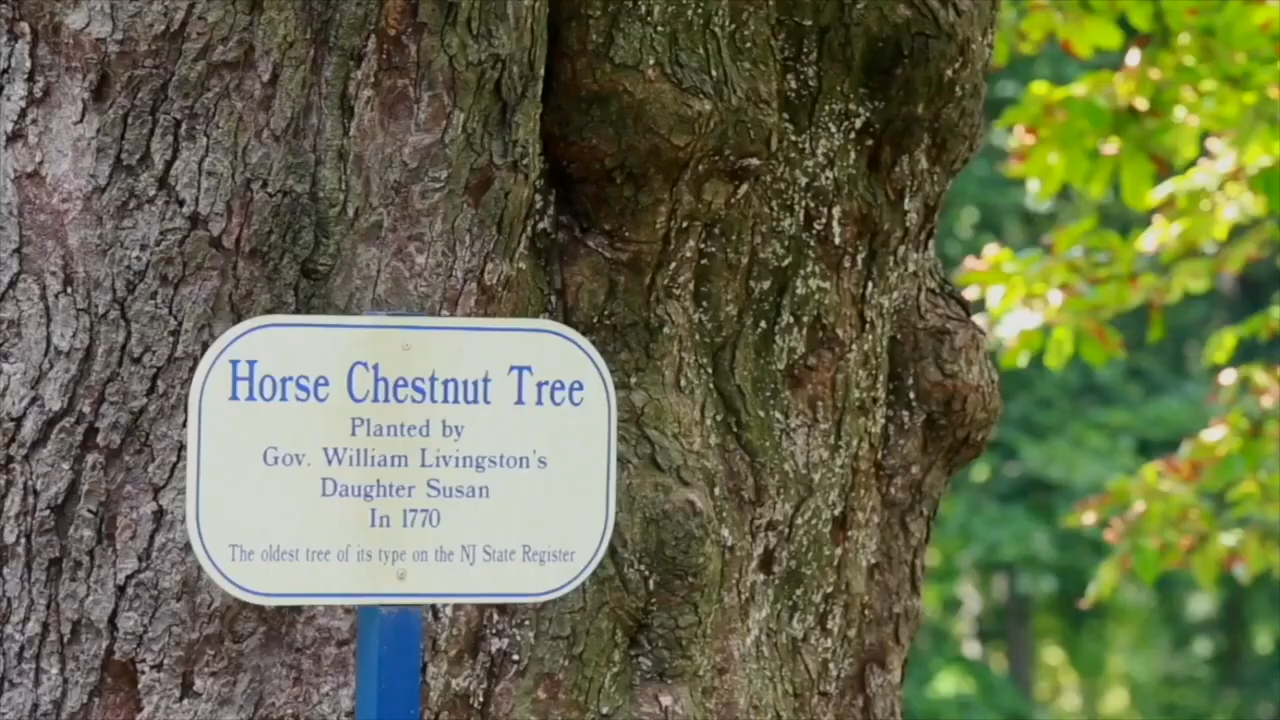 Horse Chestnut Tree
Planted by
Gov. William Livingston's
Daughter Susan
In 1770
The oldest tree of its type on the NJ State Register